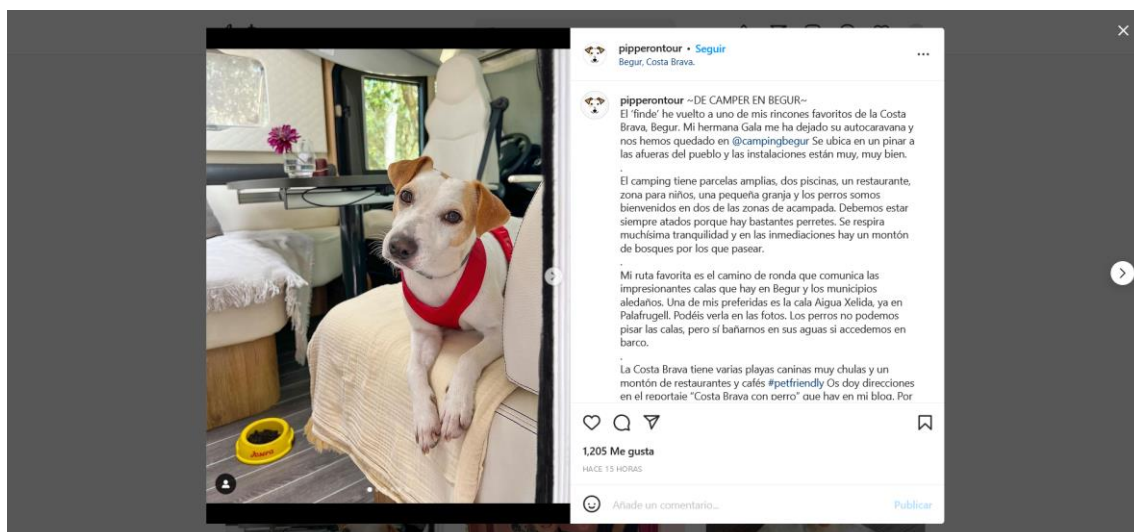 pipperontour • Seguir
Begur, Costa Brava.
pipperontour ~DE CAMPER EN BEGUR~
El 'finde' he vuelto a uno de mis rincones favoritos de la Costa
Brava, Begur. Mi hermana Gala me ha dejado su autocaravana y
nos hemos quedado en @campingbegur Se ubica en un pinar a
las afueras del pueblo y las instalaciones están muy, muy bien.
.
El camping tiene parcelas amplias, dos piscinas, un restaurante,
zona para niños, una pequeña granja y los perros somos
bienvenidos en dos de las zonas de acampada. Debemos estar
siempre atados porque hay bastantes perretes. Se respira
muchísima tranquilidad y en las inmediaciones hay un montón
de bosques por los que pasear.
.
Mi ruta favorita es el camino de ronda que comunica las
impresionantes calas que hay en Begur y los municipios
aledaños. Una de mis preferidas es la cala Aigua Xelida, ya en
Palafrugell. Podéis verla en las fotos. Los perros no podemos
pisar las calas, pero sí bañarnos en sus aguas si accedemos en
barco.
.
La Costa Brava tiene varias playas caninas muy chulas y un
montón de restaurantes y cafés #petfriendly Os doy direcciones
en el reportaje "Costa Brava con perro" que hay en mi blog. Por
1,205 Me gusta
HACE 15 HORAS
Añade un comentario... Publicar